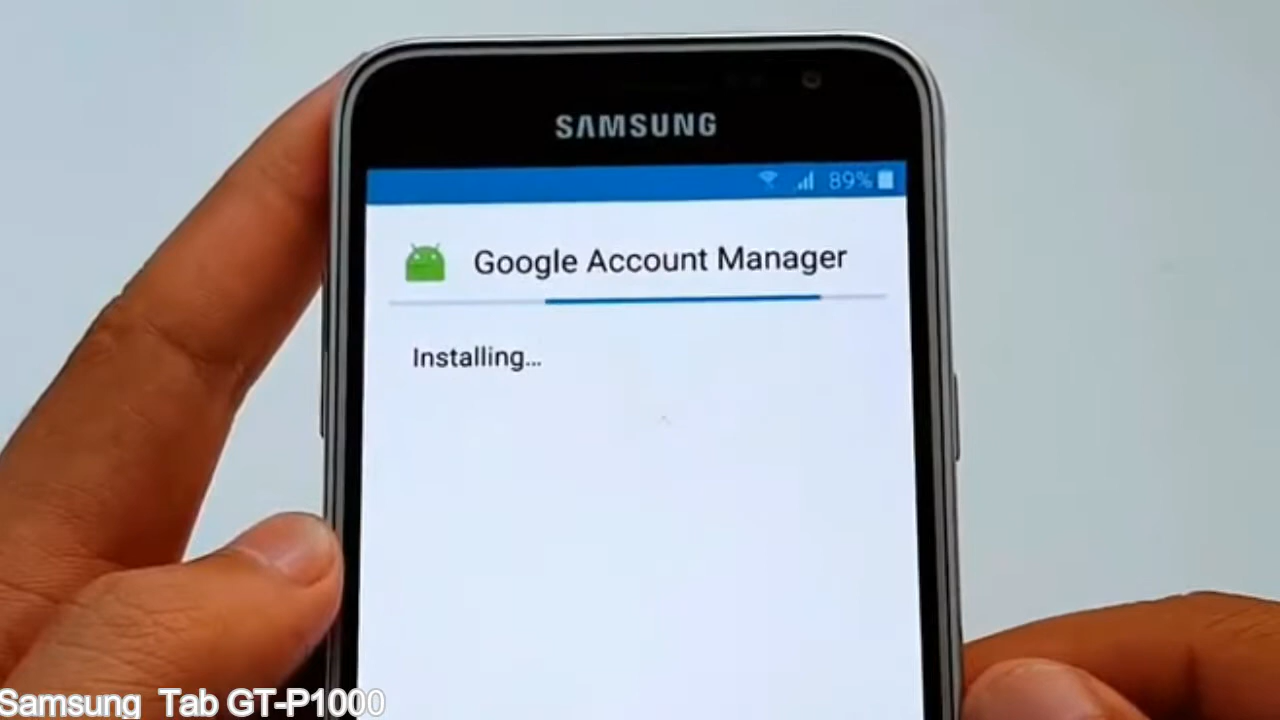 SAMSUNG
89%
Google Account Manager
Installing...
Samsung Tab GT-P1000